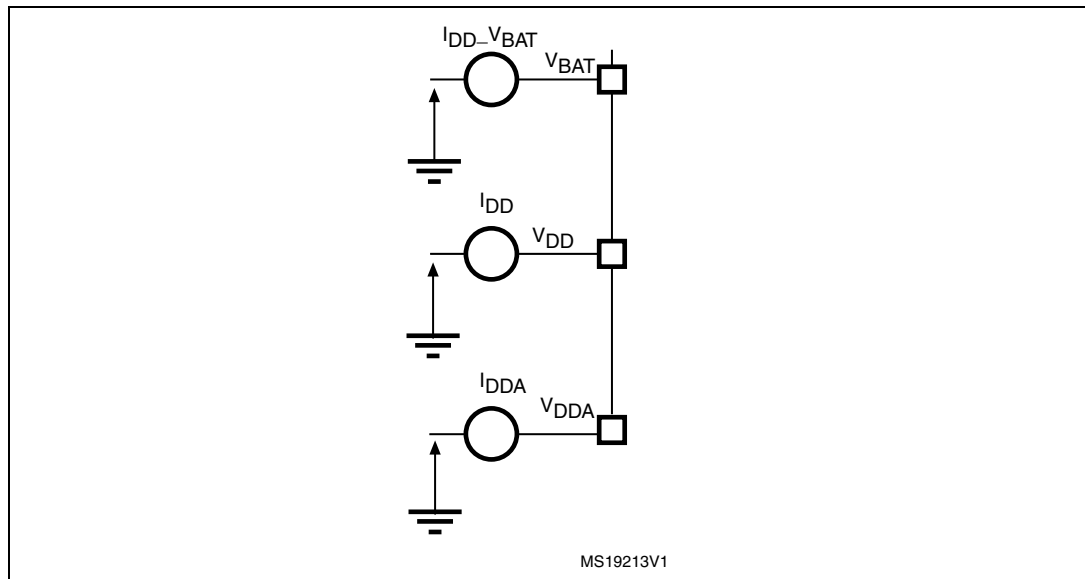 IDD_VBAT
VBAT
IDD
VDD
IDDA
VDDA
MS19213V1